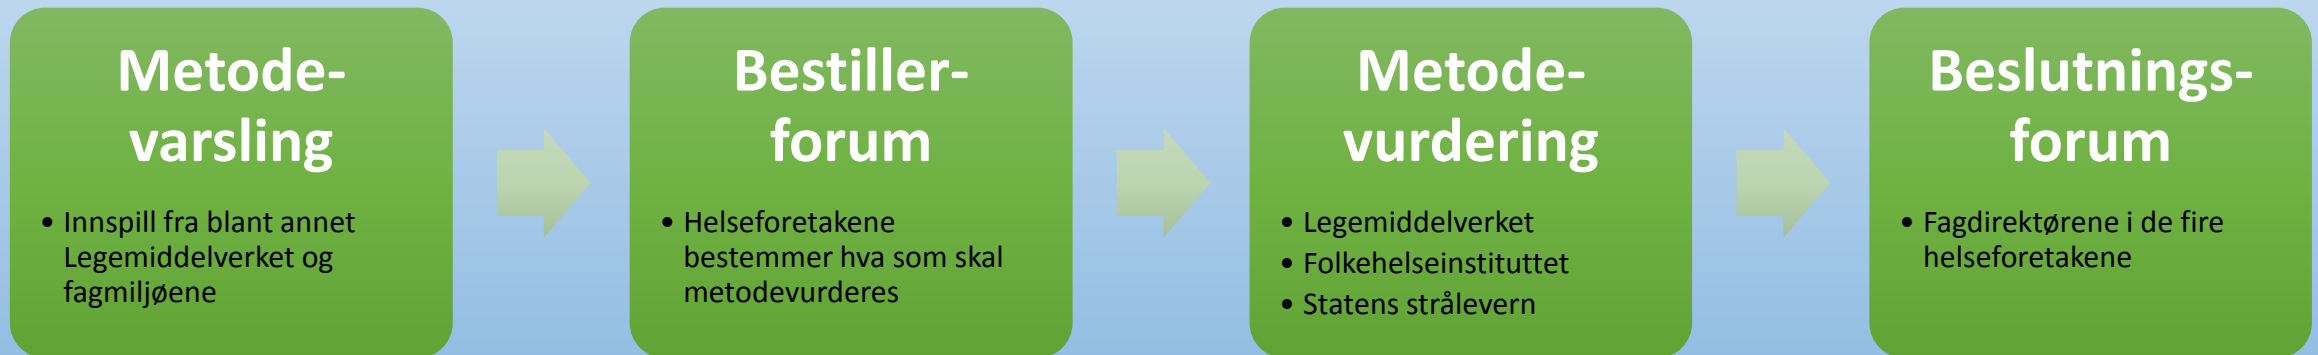 Metode-
varsling
• Innspill fra blant annet
Legemiddelverket og
fagmiljøene
Bestiller-
forum
• Helseforetakene
bestemmer hva som skal
metodevurderes
Metode-
vurdering
• Legemiddelverket
• Folkehelseinstituttet
• Statens strålevern
Beslutnings-
forum
• Fagdirektørene i de fire
helseforetakene